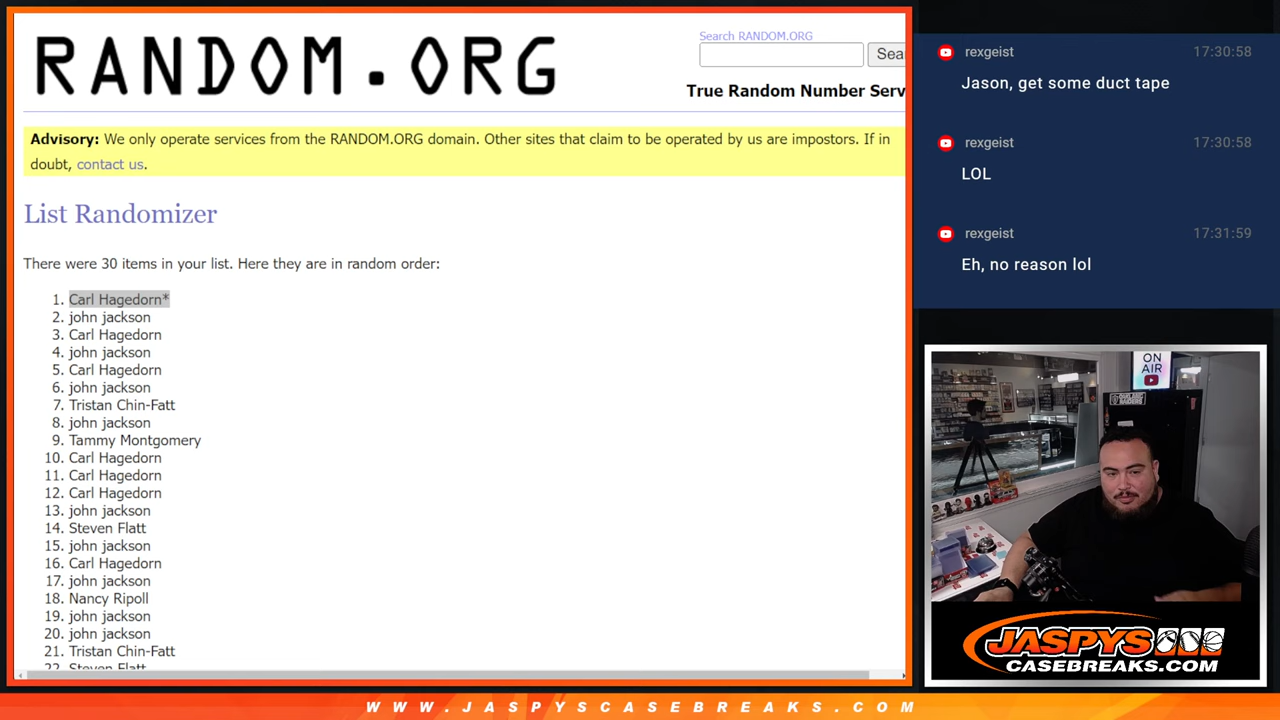 RANDOM.ORG
Search RANDOM.ORG
Sea
True Random Number Serv
Advisory: We only operate services from the RANDOM.ORG domain. Other sites that claim to be operated by us are impostors. If in
doubt, contact us.
List Randomizer
There were 30 items in your list. Here they are in random order:
1. Carl Hagedorn*
2. john jackson
3. Carl Hagedorn
4. john jackson
5. Carl Hagedorn
6. john jackson
7. Tristan Chin-Fatt
8. john jackson
9. Tammy Montgomery
10. Carl Hagedorn
11. Carl Hagedorn
12. Carl Hagedorn
13. john jackson
14. Steven Flatt
15. john jackson
16. Carl Hagedorn
17. john jackson
18. Nancy Ripoll
19. john jackson
20. john jackson
21. Tristan Chin-Fatt
22. Steven Flatt
rexgeist 17:30:58
Jason, get some duct tape
rexgeist 17:30:58
LOL
rexgeist 17:31:59
Eh, no reason lol
ON
AIR
JASPYS
CASEBREAKS.COM
WWW.JASPYSCASEBREAKS.COM